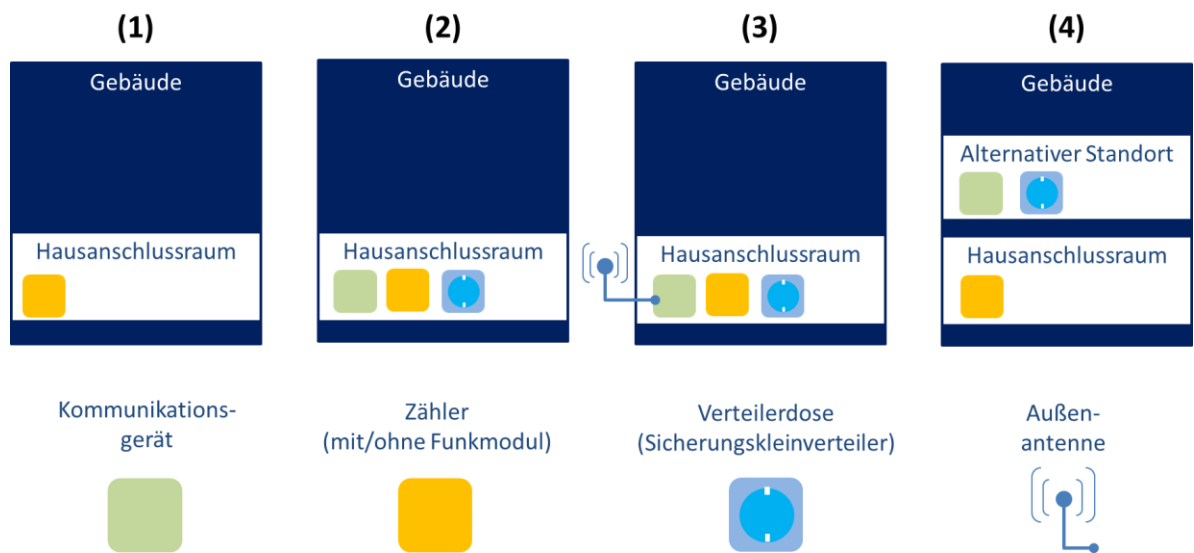 (1)
(2)
(3)
(4)
Gebäude
Gebäude
Gebäude
Gebäude
Alternativer Standort
Hausanschlussraum
Hausanschlussraum
Hausanschlussraum
Hausanschlussraum
Kommunikations-
gerät
Zähler
(mit/ohne Funkmodul)
Verteilerdose
(Sicherungskleinverteiler)
Außen-
antenne